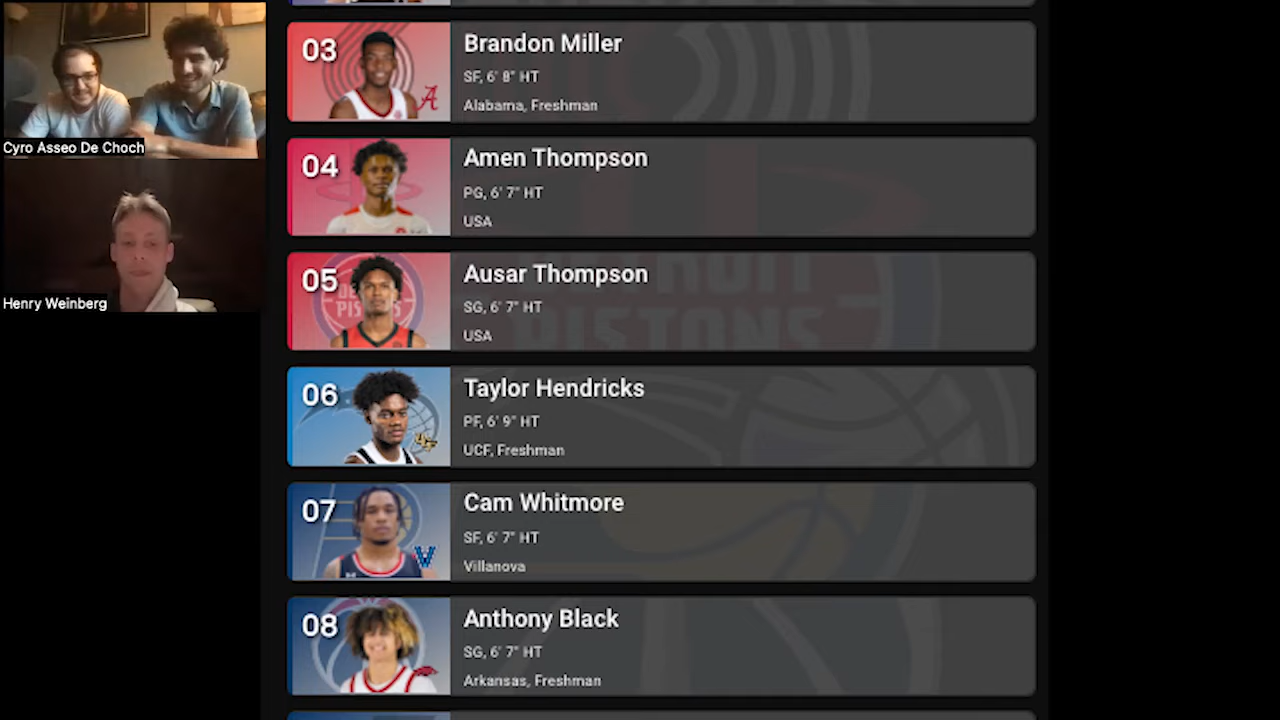 Cyro Asseo De Choch
Henry Weinberg
03
Brandon Miller
SF, 6' 8" HT
Alabama, Freshman
04
Amen Thompson
PG, 6' 7" HT
USA
05
Ausar Thompson
SG, 6' 7" HT
USA
DETROIT
PISTONS
06
Taylor Hendricks
PF, 6' 9" HT
UCF, Freshman
07
Cam Whitmore
SF, 6' 7" HT
Villanova
08
Anthony Black
SG, 6' 7" HT
Arkansas, Freshman